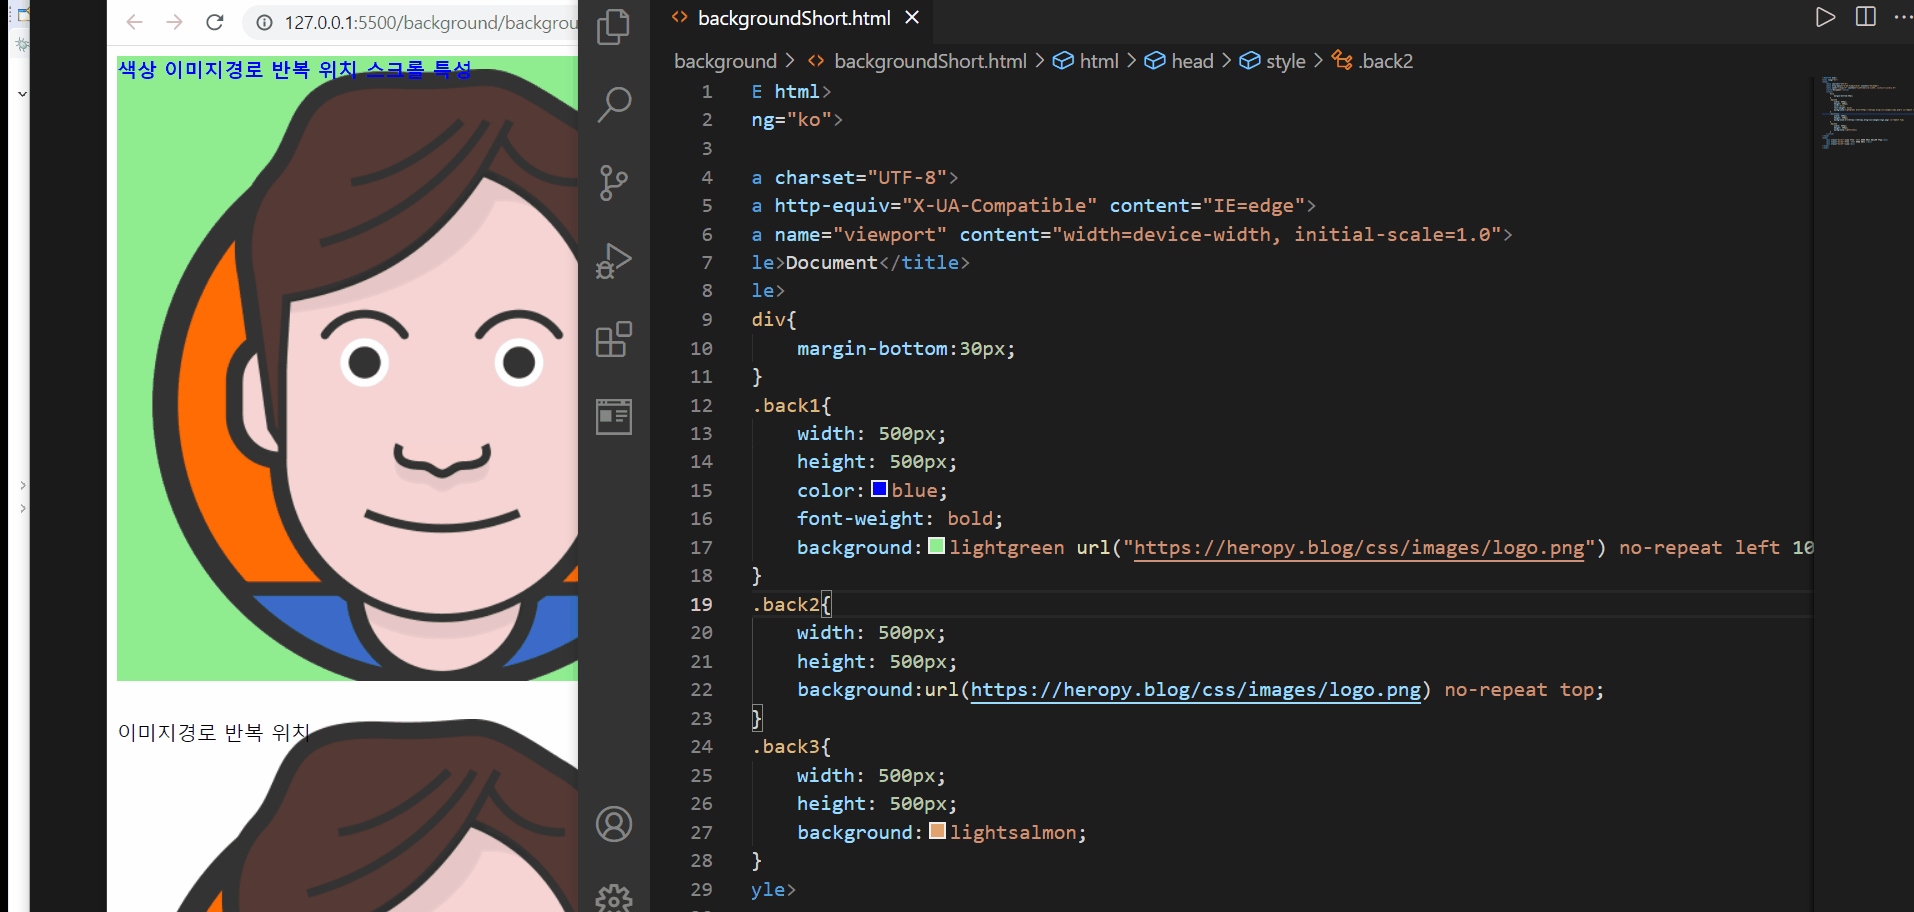 127.0.0.1:5500/background/backgrou
색상 이미지경로 반복 위치 스크롤 특성
이미지경로 반복 위치
backgroundShort.html
background > backgroundShort.html > html > head > style > .back2
1 E html>
2 ng="ko">
3
4 a charset="UTF-8">
5 a http-equiv="X-UA-Compatible" content="IE=edge">
6 a name="viewport" content="width=device-width, initial-scale=1.0">
7 le>Document</title>
8 le>
9 div{
10 margin-bottom:30px;
11 }
12 .back1{
13 width: 500px;
14 height: 500px;
15 color: blue;
16 font-weight: bold;
17 background: lightgreen url("https://heropy.blog/css/images/logo.png") no-repeat left 10
18 }
19 .back2{
20 width: 500px;
21 height: 500px;
22 background:url(https://heropy.blog/css/images/logo.png) no-repeat top;
23 }
24 .back3{
25 width: 500px;
26 height: 500px;
27 background: lightsalmon;
28 }
29 yle>